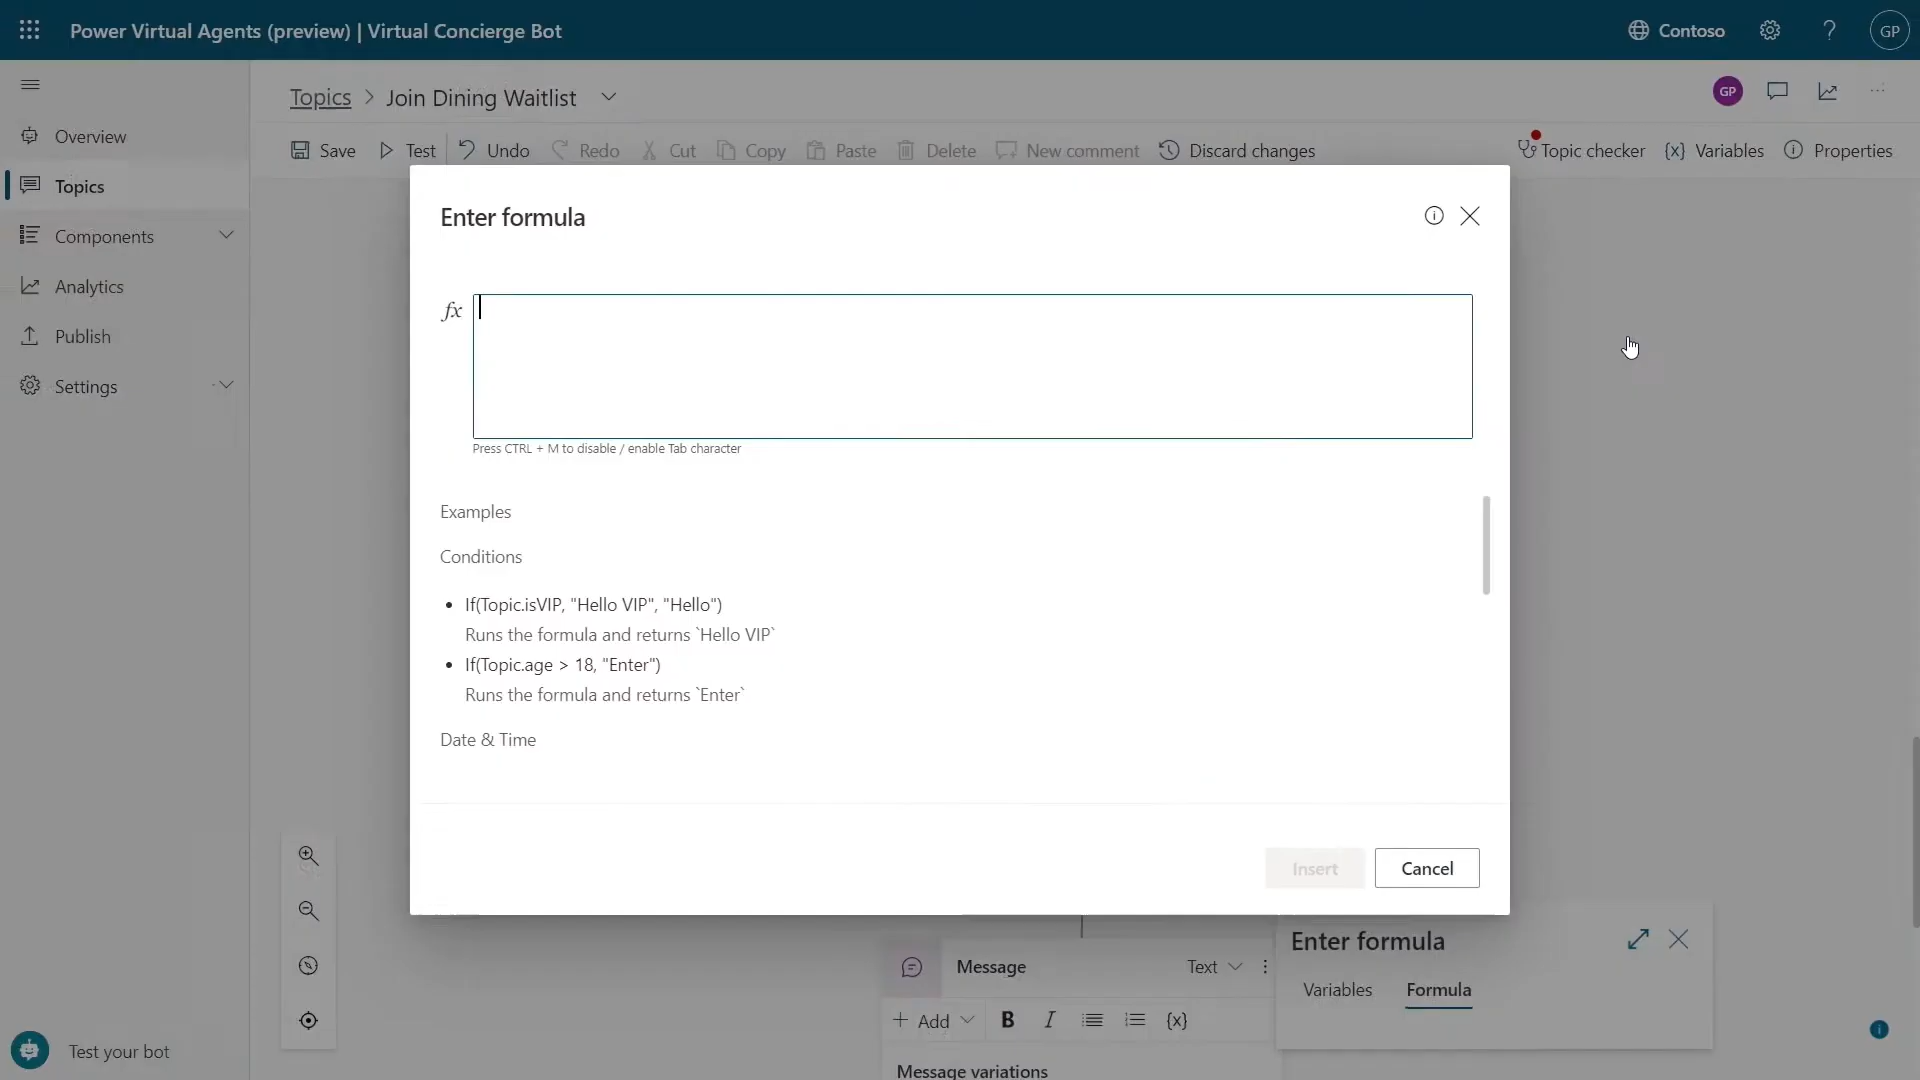 Power Virtual Agents (preview) | Virtual Concierge Bot
Contoso
?
GP
Topics > Join Dining Waitlist
GP
Overview
Topics
Components
Analytics
Publish
Settings
Save Test Undo Redo Cut Copy Paste Delete New comment Discard changes
Topic checker {x} Variables Properties
Enter formula
fx
Press CTRL + M to disable / enable Tab character
Examples
Conditions
• If(Topic.isVIP, "Hello VIP", "Hello")
Runs the formula and returns `Hello VIP`
• If(Topic.age > 18, "Enter")
Runs the formula and returns `Enter`
Date & Time
Insert Cancel
Message Text
+ Add B I {x}
Message variations
Enter formula
Variables Formula
Test your bot